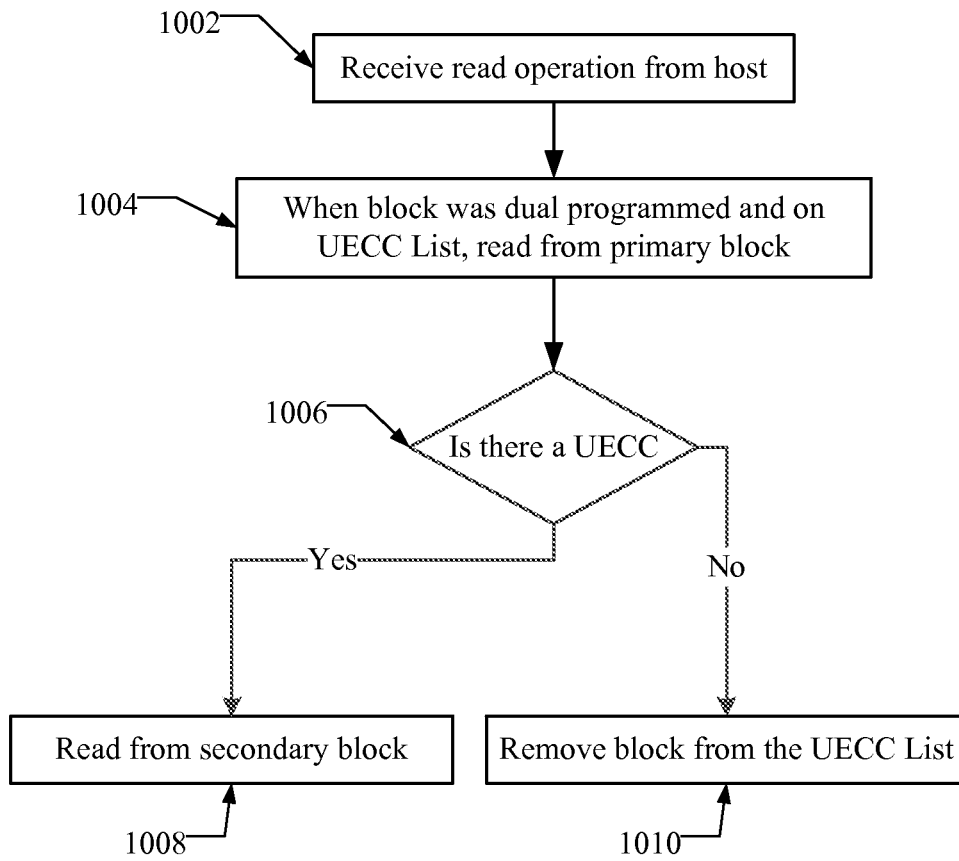 1002
Receive read operation from host
1004
When block was dual programmed and on
UECC List, read from primary block
1006
Is there a UECC
Yes
No
Read from secondary block
Remove block from the UECC List
1008
1010